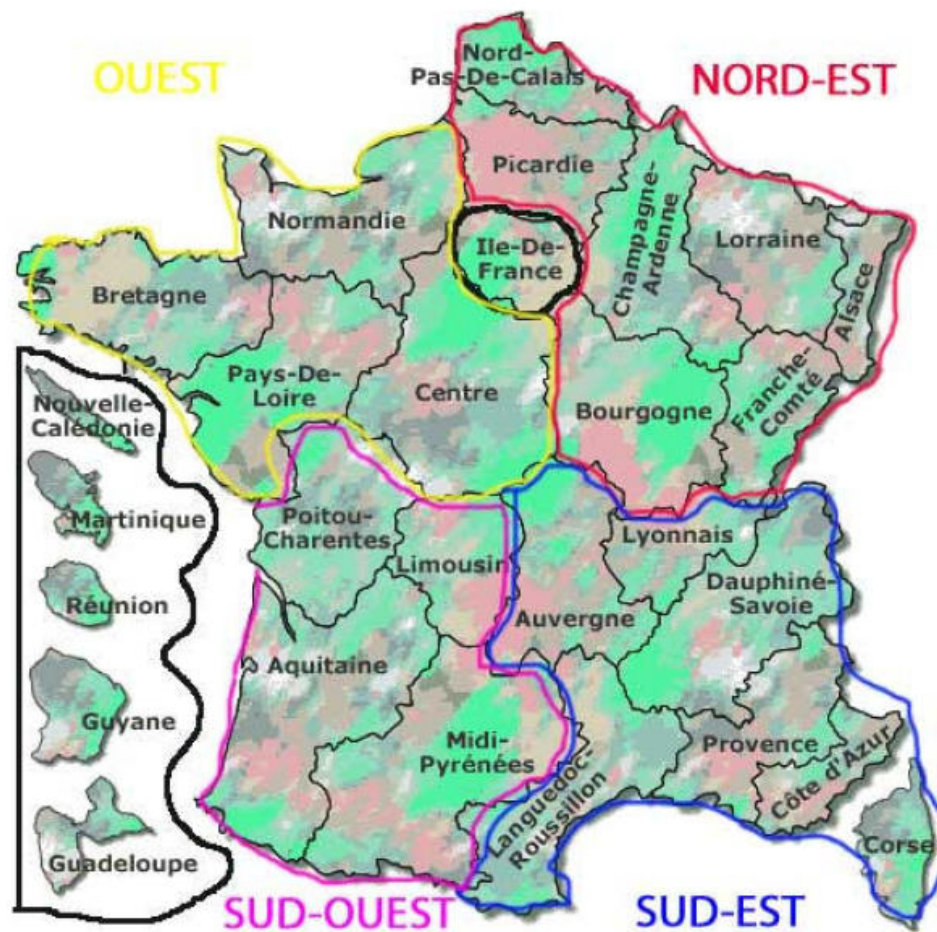 OUEST
NORD-EST
Nord-
Pas-De-Calais
Picardie
Champagne-
Ardenne
Lorraine
Alsace
Normandie
Ile-De-
France
Bretagne
Pays-De-
Loire
Centre
Bourgogne
Franche-
Comté
Nouvelle-
Calédonie
Martinique
Réunion
Guyane
Guadeloupe
Poitou-
Charentes
Limousin
Lyonnais
Auvergne
Dauphiné-
Savoie
Aquitaine
Midi-
Pyrénées
Languedoc-
Roussillon
Provence
Côte d'Azur
Corse
SUD-OUEST
SUD-EST